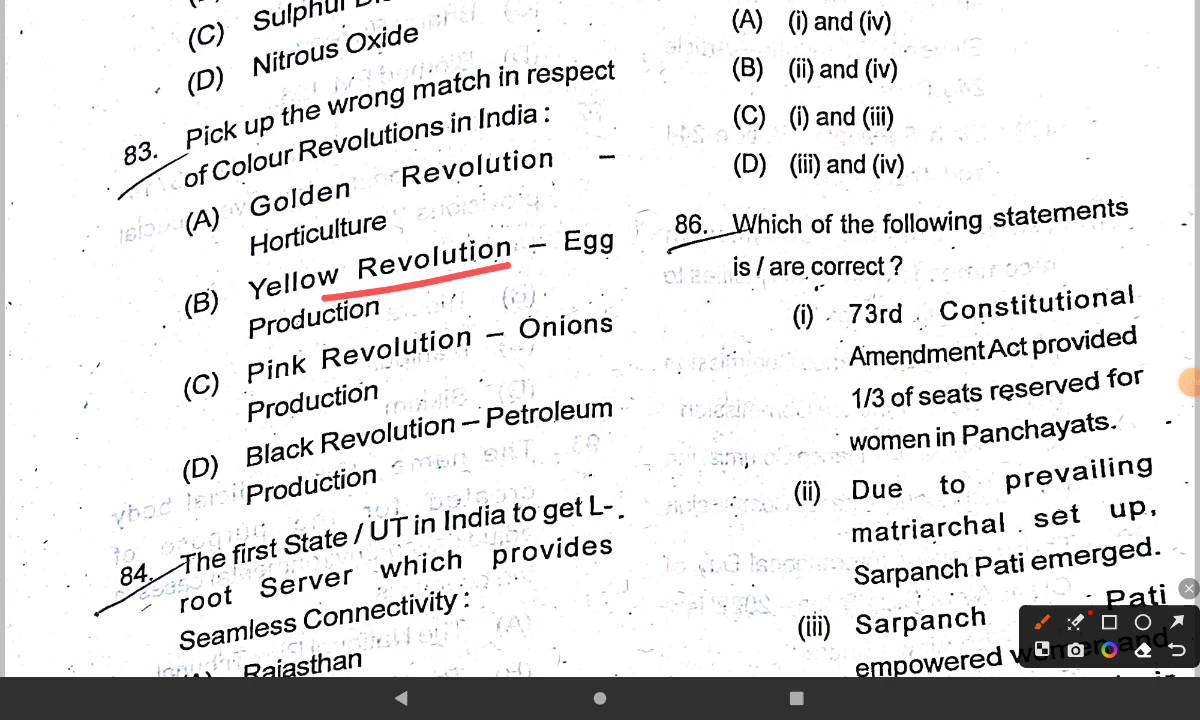 (C) Sulphur
(D) Nitrous Oxide
83. Pick up the wrong match in respect
of Colour Revolutions in India :
(A) Golden Revolution –
Horticulture
(B) Yellow Revolution – Egg
Production
(C) Pink Revolution – Onions
Production
(D) Black Revolution – Petroleum
Production
84. The first State / UT in India to get L-
root Server which provides
Seamless Connectivity :
Rajasthan
(A) (i) and (iv)
(B) (ii) and (iv)
(C) (i) and (iii)
(D) (iii) and (iv)
86. Which of the following statements
is / are correct ?
(i) 73rd Constitutional
Amendment Act provided
1/3 of seats reserved for
women in Panchayats.
(ii) Due to prevailing
matriarchal set up,
Sarpanch Pati emerged.
(iii) Sarpanch Pati
empowered women and